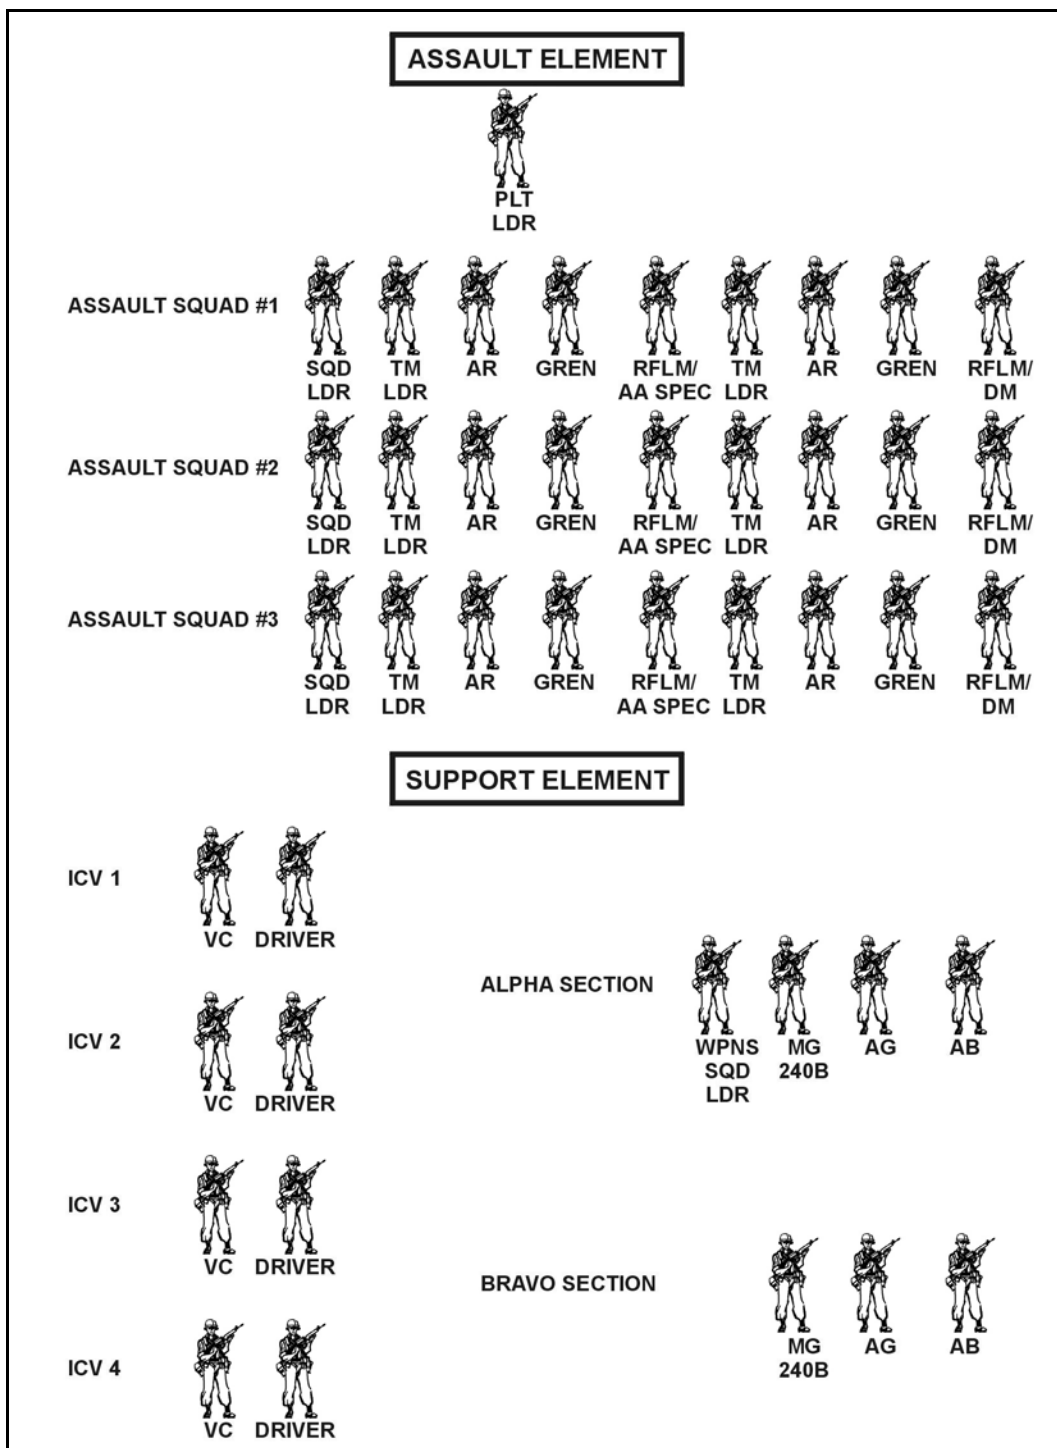 ASSAULT ELEMENT
PLT
LDR
ASSAULT SQUAD #1
SQD TM AR GREN RFLM/ TM AR GREN RFLM/
LDR LDR AA SPEC LDR DM
ASSAULT SQUAD #2
SQD TM AR GREN RFLM/ TM AR GREN RFLM/
LDR LDR AA SPEC LDR DM
ASSAULT SQUAD #3
SQD TM AR GREN RFLM/ TM AR GREN RFLM/
LDR LDR AA SPEC LDR DM
SUPPORT ELEMENT
ICV 1
VC DRIVER
ICV 2
VC DRIVER
ICV 3
VC DRIVER
ICV 4
VC DRIVER
ALPHA SECTION
WPNS MG AG AB
SQD 240B
LDR
BRAVO SECTION
MG AG AB
240B